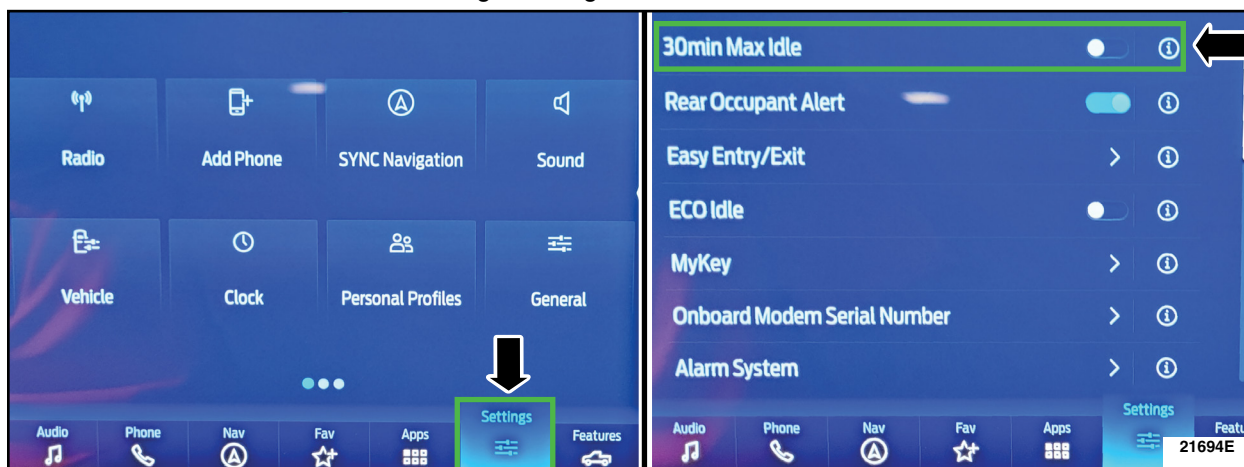 Radio
Add Phone
SYNC Navigation
Sound
Vehicle
Clock
Personal Profiles
General
Audio
Phone
Nav
Fav
Apps
Settings
Features
30min Max Idle
Rear Occupant Alert
Easy Entry/Exit
ECO Idle
MyKey
Onboard Modem Serial Number
Alarm System
Audio
Phone
Nav
Fav
Apps
Settings
Featu
21694E